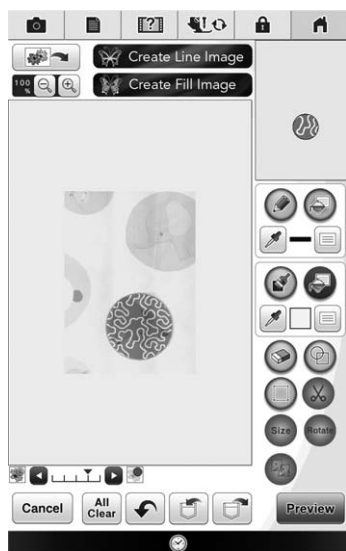 Create Line Image
100 %
Create Fill Image
Size
Rotate
Cancel
All
Clear
Preview